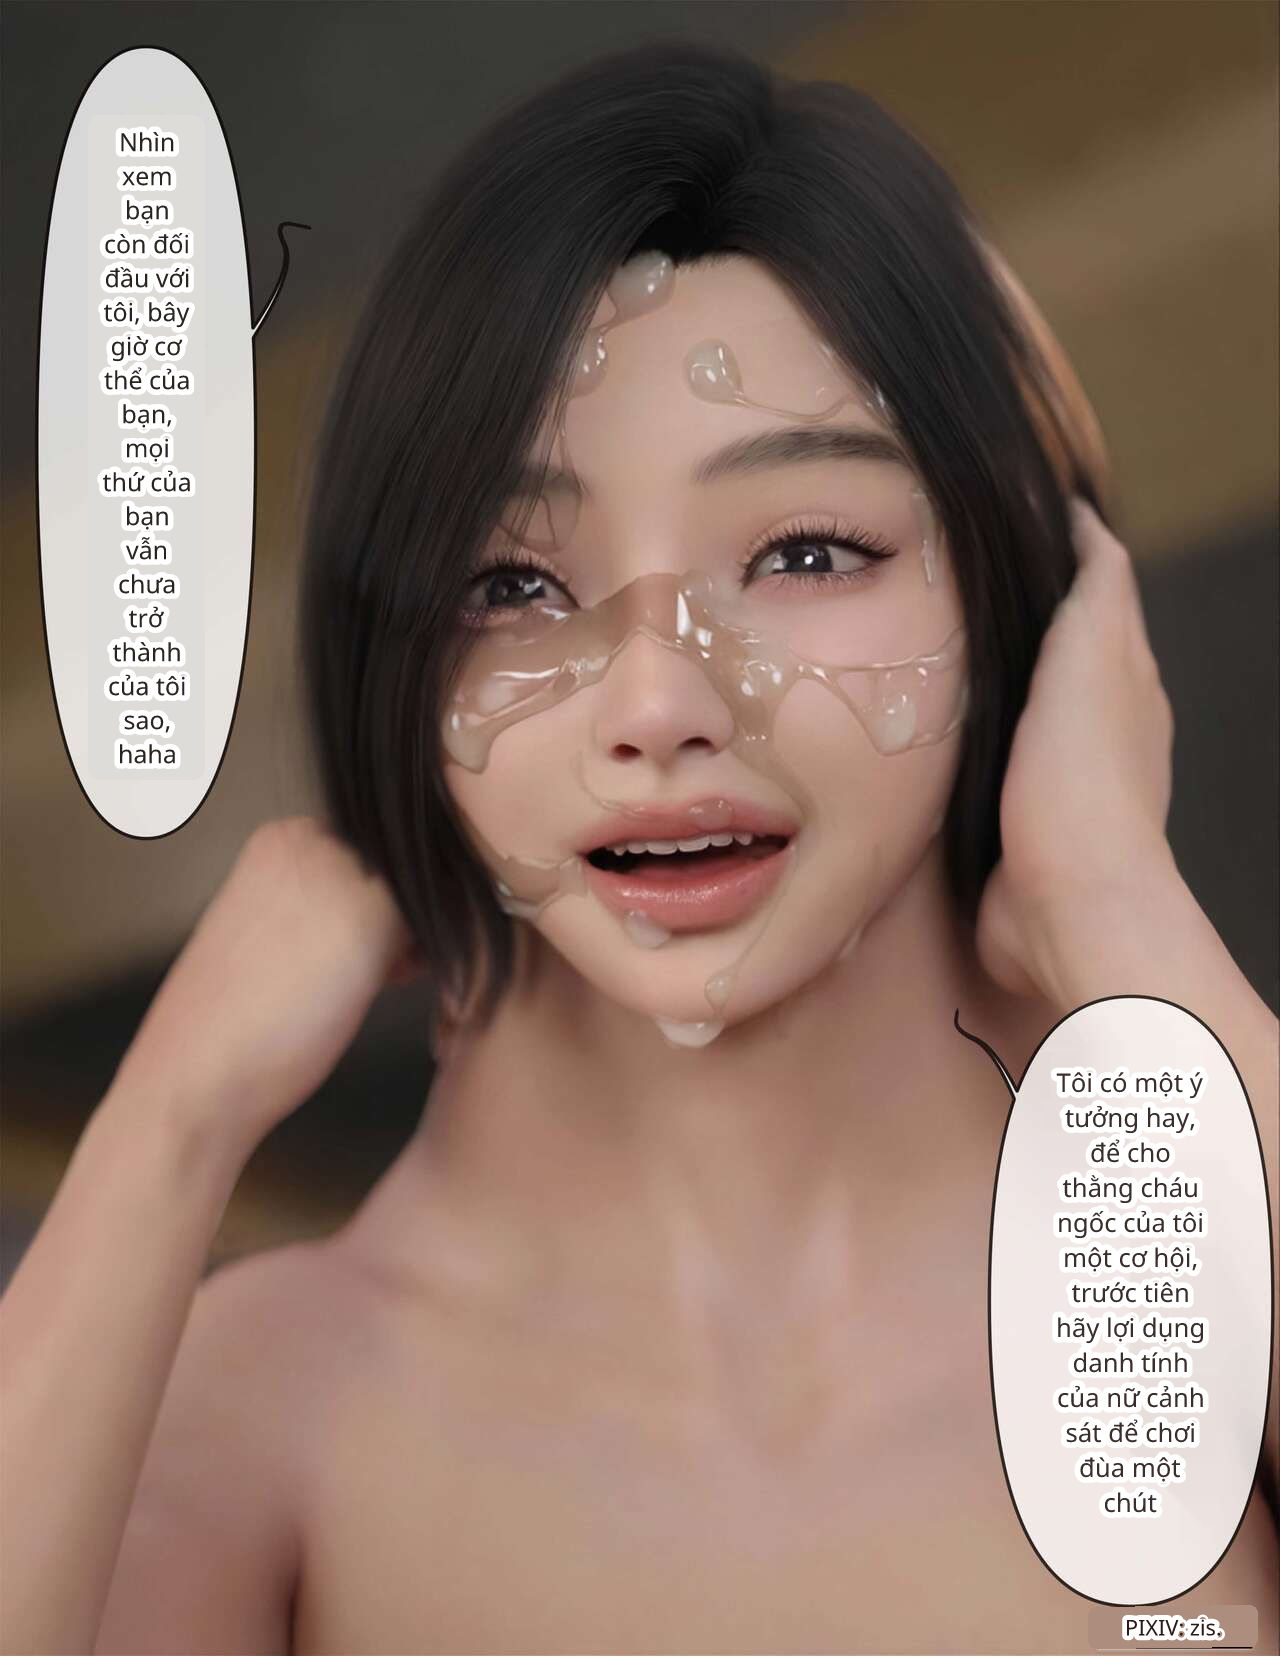 Nhìn
xem
bạn
còn đối
đầu với
tôi, bây
giờ cơ
thể của
bạn,
mọi
thứ của
bạn
vẫn
chưa
trở
thành
của tôi
sao,
haha
Tôi có một ý
tưởng hay,
để cho
thằng cháu
ngốc của tôi
một cơ hội,
trước tiên
hãy lợi dụng
danh tính
của nữ cảnh
sát để chơi
đùa một
chút
PIXIV: zis.